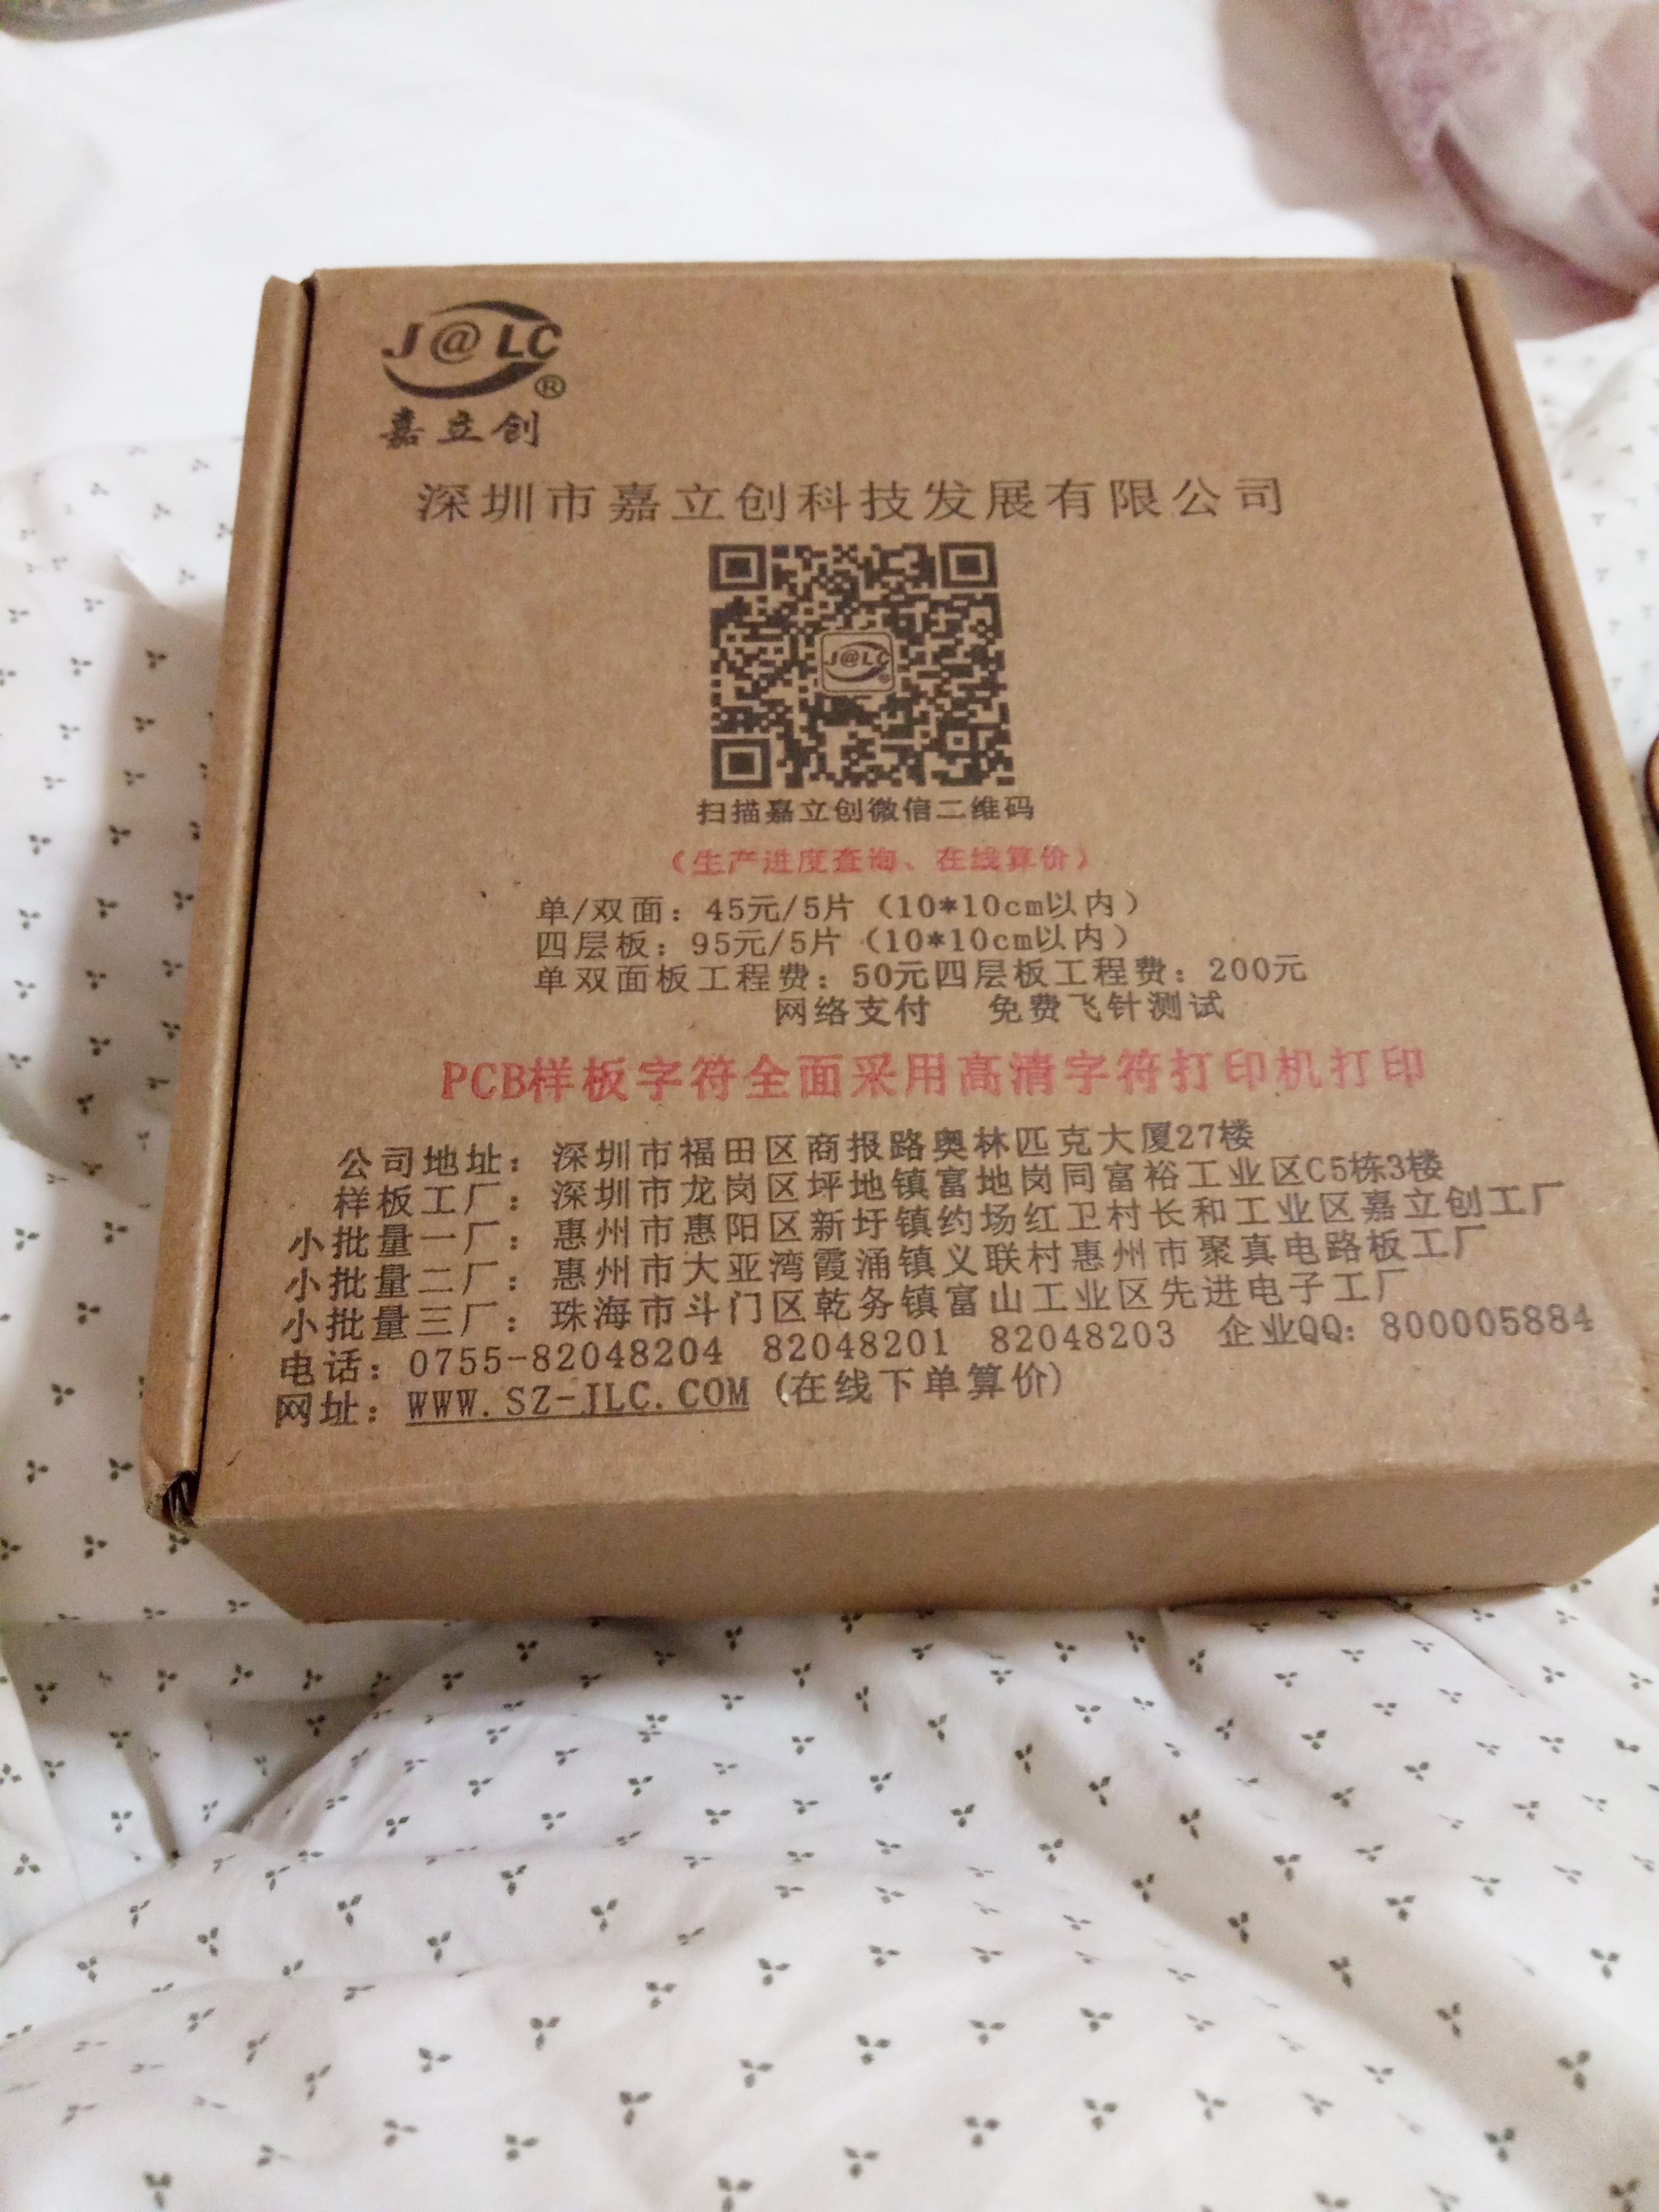 J@LC®
嘉立创
深圳市嘉立创科技发展有限公司
J@LC®
扫描嘉立创微信二维码
(生产进度查询、在线算价)
单/双面：45元/5片（10*10cm以内）
四层板：95元/5片（10*10cm以内）
单双面板工程费：50元四层板工程费：200元
网络支付 免费飞针测试
PCB样板字符全面采用高清字符打印机打印
公司地址：深圳市福田区商报路奥林匹克大厦27楼
样板工厂：深圳市龙岗区坪地镇富地岗同富裕工业区C5栋3楼
小批量一厂：惠州市惠阳区新圩镇约场红卫村长和工业区嘉立创工厂
小批量二厂：惠州市大亚湾霞涌镇义联村惠州市聚真电路板工厂
小批量三厂：珠海市斗门区乾务镇富山工业区先进电子工厂
电话：0755-82048204 82048201 82048203 企业QQ：800005884
网址：WWW.SZ-JLC.COM (在线下单算价)